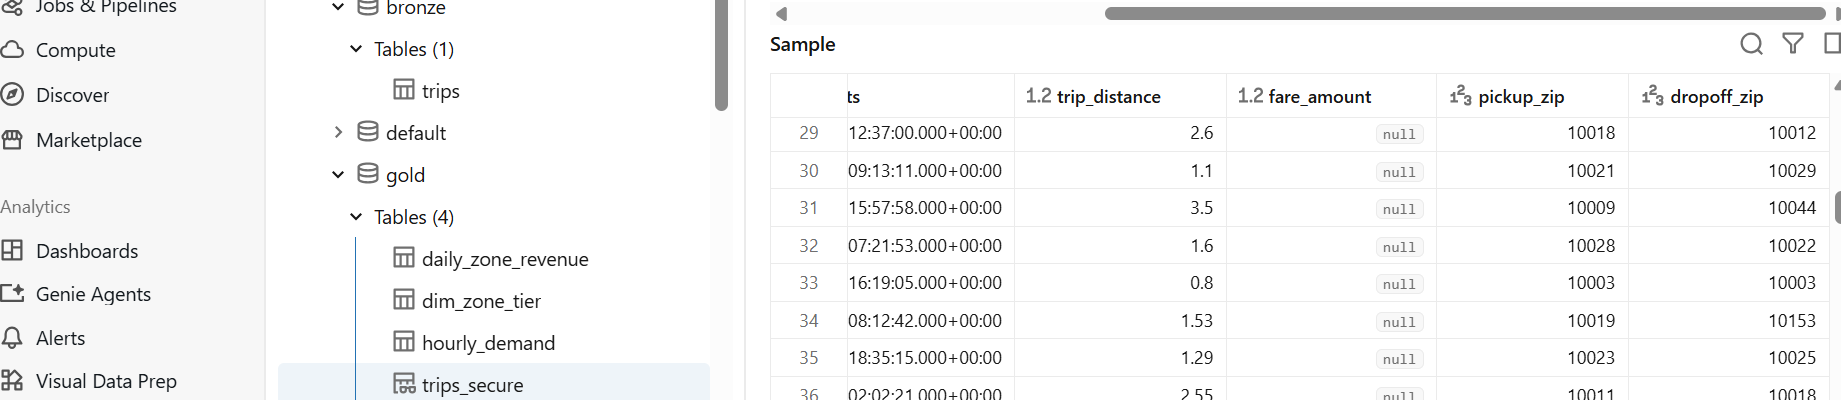 Jobs & Pipelines
Compute
Discover
Marketplace
Analytics
Dashboards
Genie Agents
Alerts
Visual Data Prep
bronze
Tables (1)
trips
default
gold
Tables (4)
daily_zone_revenue
dim_zone_tier
hourly_demand
trips_secure
Sample
ts 1.2 trip_distance 1.2 fare_amount 123 pickup_zip 123 dropoff_zip
29 12:37:00.000+00:00 2.6 null 10018 10012
30 09:13:11.000+00:00 1.1 null 10021 10029
31 15:57:58.000+00:00 3.5 null 10009 10044
32 07:21:53.000+00:00 1.6 null 10028 10022
33 16:19:05.000+00:00 0.8 null 10003 10003
34 08:12:42.000+00:00 1.53 null 10019 10153
35 18:35:15.000+00:00 1.29 null 10023 10025
36 02:02:21.000+00:00 2.55 null 10011 10018